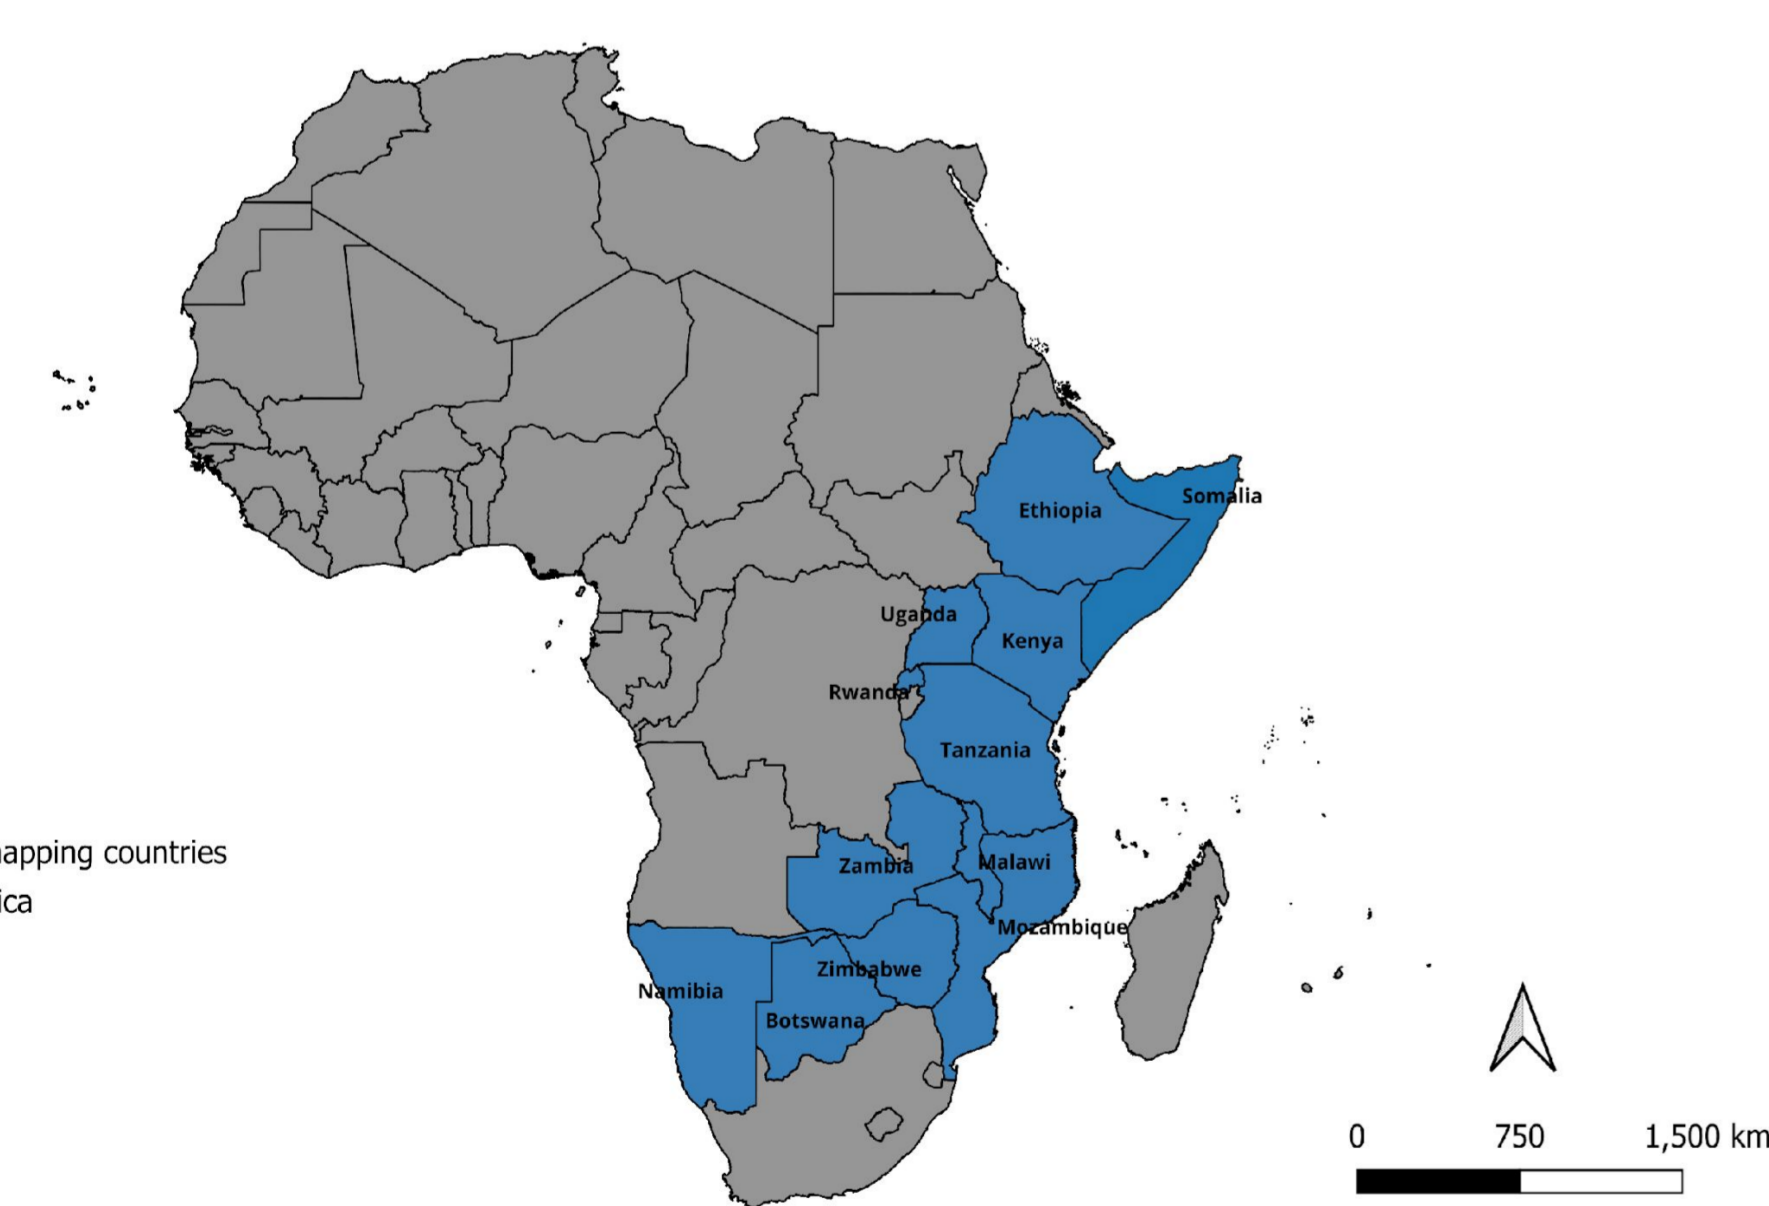 Somalia
Ethiopia
Uganda
Kenya
Rwanda
Tanzania
apping countries
Zambia
Malawi
Mozambique
Zimbabwe
Namibia
Botswana
0 750 1,500 km